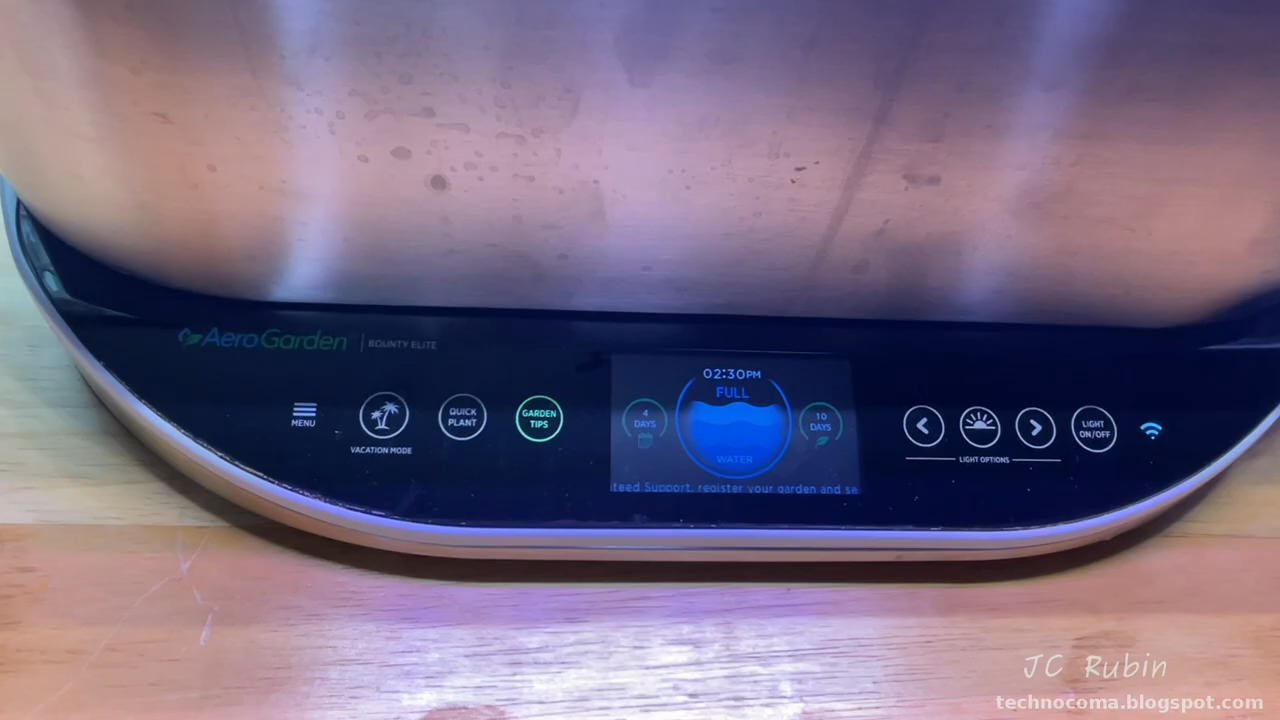 AeroGarden | BOUNTY ELITE
MENU
VACATION MODE
QUICK
PLANT
GARDEN
TIPS
02:30PM
FULL
WATER
4
DAYS
10
DAYS
teed Support, register your garden and se
LIGHT OPTIONS
LIGHT
ON/OFF
JC Rubin
technocoma.blogspot.com